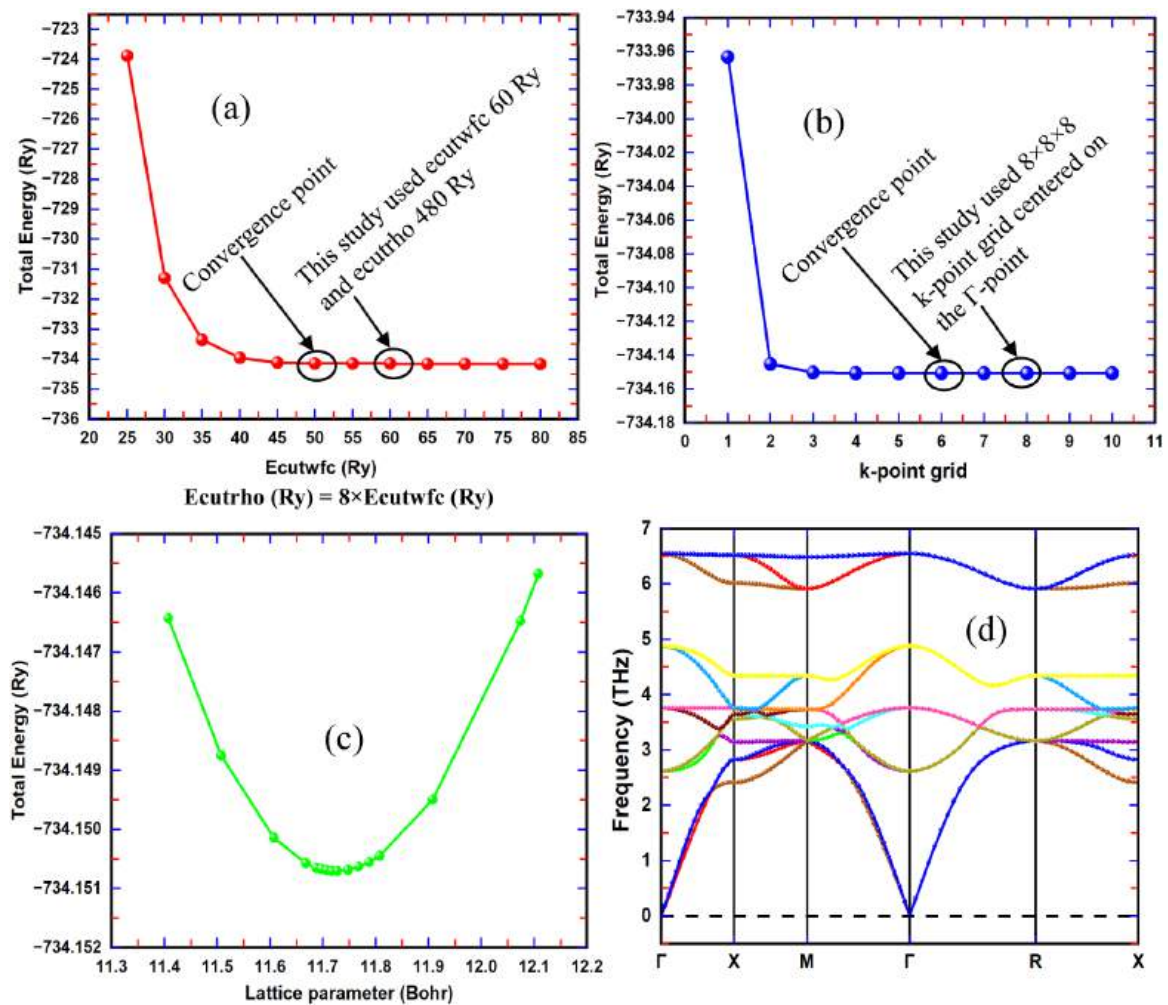 −723
−724
−725
−726
−727
−728
−729
−730
−731
−732
−733
−734
−735
−736
Total Energy (Ry)
(a)
Convergence point
This study used ecutwfc 60 Ry
and ecutrho 480 Ry
20 25 30 35 40 45 50 55 60 65 70 75 80 85
Ecutwfc (Ry)
Ecutrho (Ry) = 8×Ecutwfc (Ry)
−733.94
−733.96
−733.98
−734.00
−734.02
−734.04
−734.06
−734.08
−734.10
−734.12
−734.14
−734.16
−734.18
Total Energy (Ry)
(b)
Convergence point
This study used 8×8×8
k-point grid centered on
the Γ-point
0 1 2 3 4 5 6 7 8 9 10 11
k-point grid
−734.145
−734.146
−734.147
−734.148
−734.149
−734.150
−734.151
−734.152
Total Energy (Ry)
(c)
11.3 11.4 11.5 11.6 11.7 11.8 11.9 12.0 12.1 12.2
Lattice parameter (Bohr)
7
6
5
4
3
2
1
0
Frequency (THz)
(d)
Γ X M Γ R X